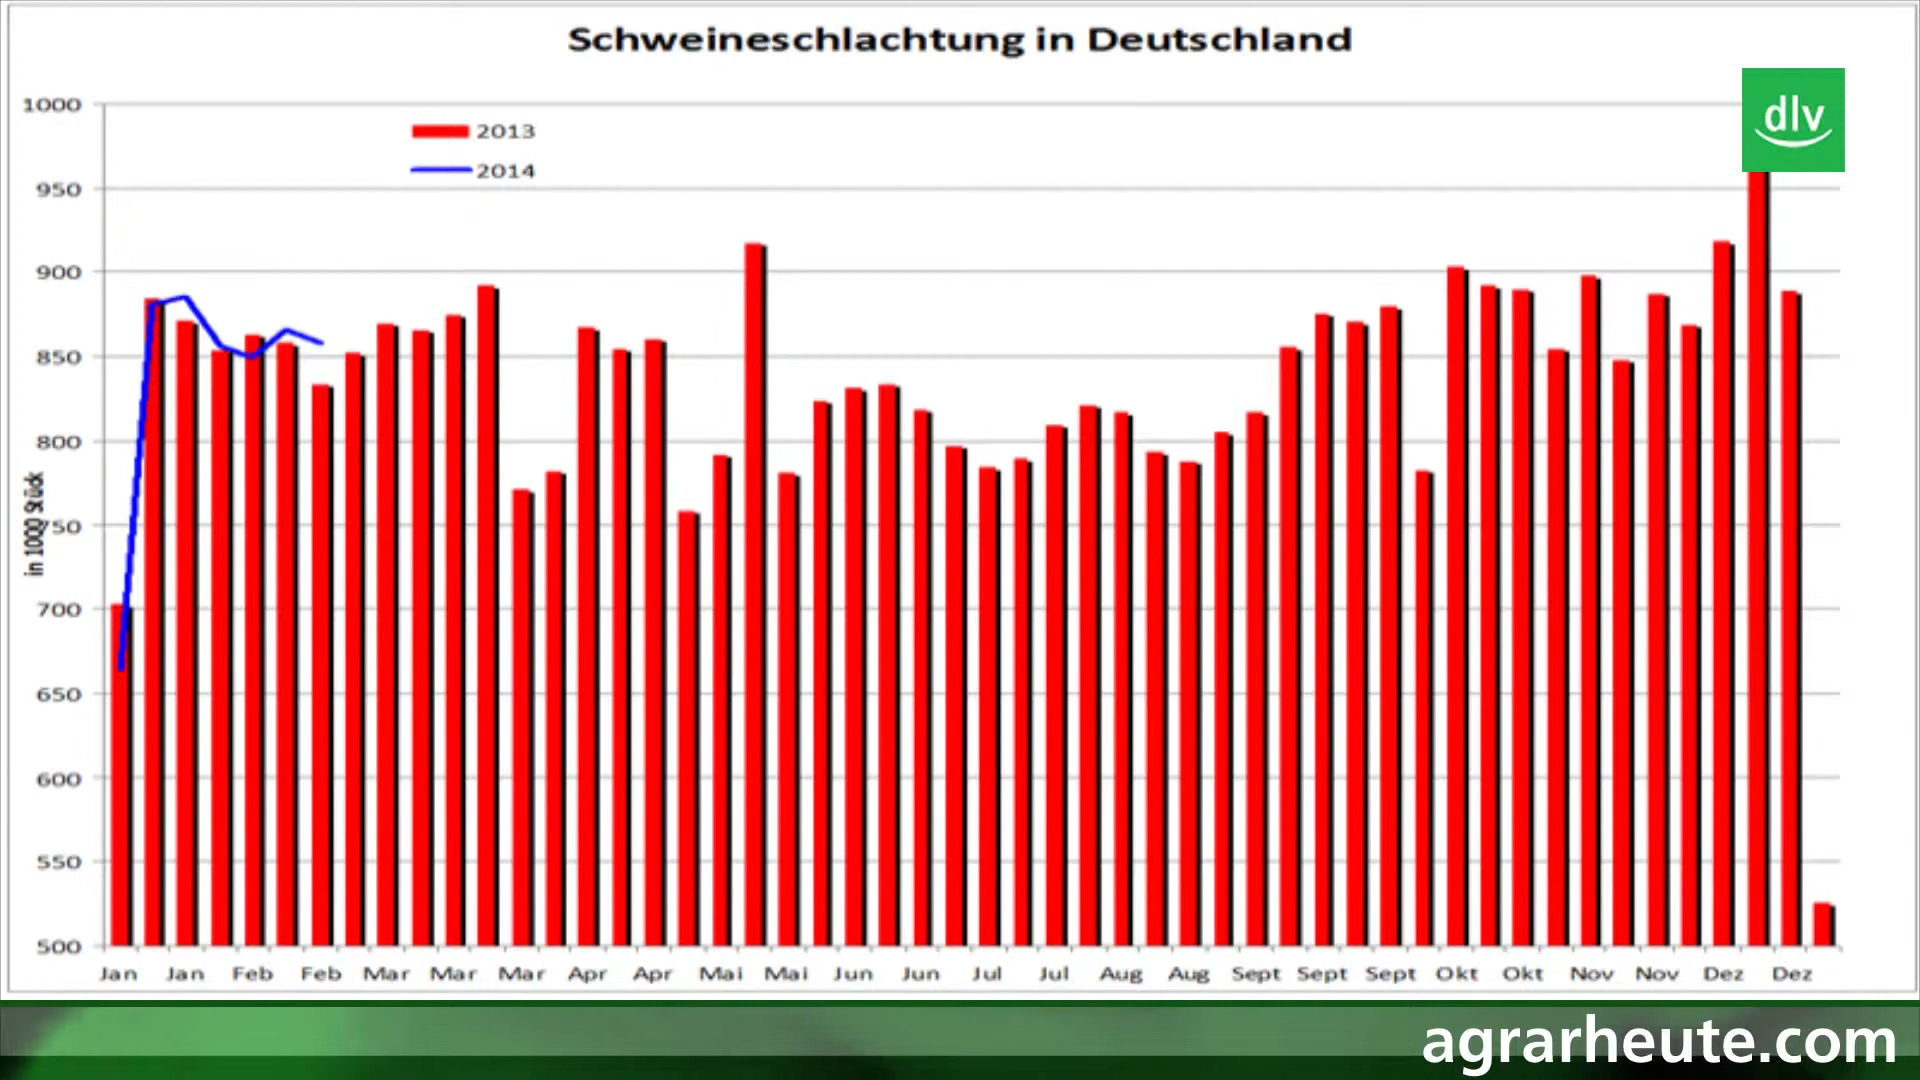 Schweineschlachtung in Deutschland
dlv
2013
2014
1000
950
900
850
800
750
700
650
600
550
500
in 1000 Stück
Jan Jan Feb Feb Mar Mar Mar Apr Apr Mai Mai Jun Jun Jul Jul Aug Aug Sept Sept Sept Okt Okt Nov Nov Dez Dez
agrarheute.com